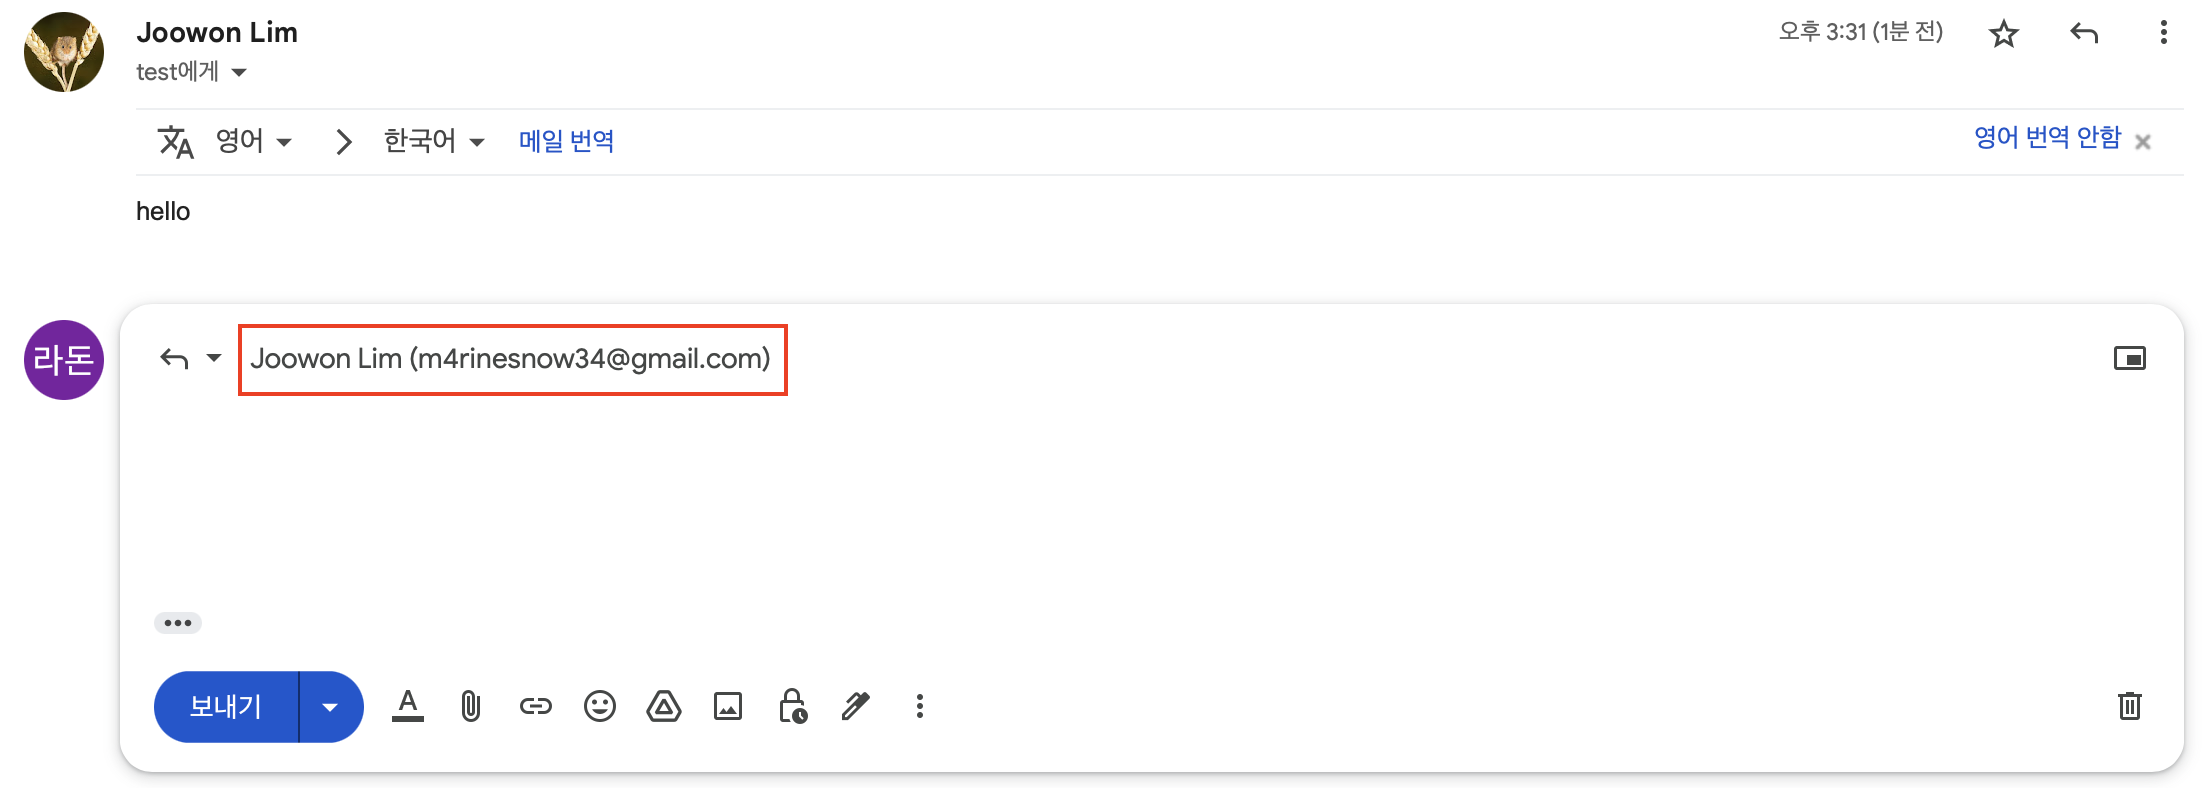 Joowon Lim
오후 3:31 (1분 전)
test에게
영어
한국어
메일 번역
영어 번역 안함
hello
라돈
Joowon Lim (m4rinesnow34@gmail.com)
보내기